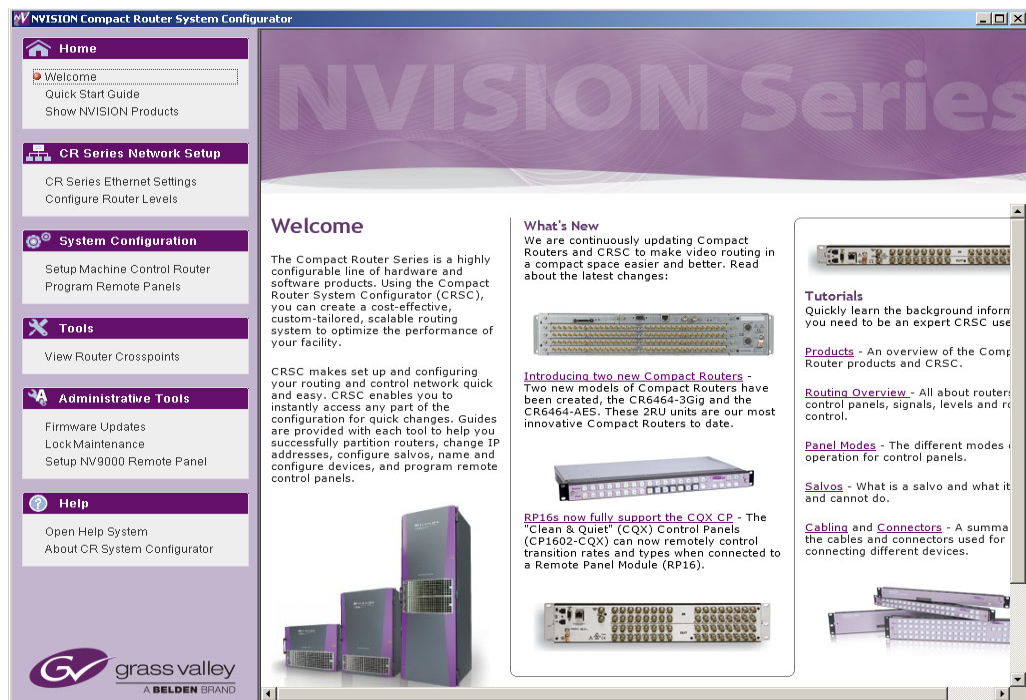 NVISION Compact Router System Configurator
Home
Welcome
Quick Start Guide
Show NVISION Products
CR Series Network Setup
CR Series Ethernet Settings
Configure Router Levels
System Configuration
Setup Machine Control Router
Program Remote Panels
Tools
View Router Crosspoints
Administrative Tools
Firmware Updates
Lock Maintenance
Setup NV9000 Remote Panel
Help
Open Help System
About CR System Configurator
GV grass valley
A BELDEN BRAND
NVISION Series
Welcome
The Compact Router Series is a highly
configurable line of hardware and
software products. Using the Compact
Router System Configurator (CRSC),
you can create a cost-effective,
custom-tailored, scalable routing
system to optimize the performance of
your facility.
CRSC makes set up and configuring
your routing and control network quick
and easy. CRSC enables you to
instantly access any part of the
configuration for quick changes. Guides
are provided with each tool to help you
successfully partition routers, change IP
addresses, configure salvos, name and
configure devices, and program remote
control panels.
What's New
We are continuously updating Compact
Routers and CRSC to make video routing in
a compact space easier and better. Read
about the latest changes:
Introducing two new Compact Routers -
Two new models of Compact Routers have
been created, the CR6464-3Gig and the
CR6464-AES. These 2RU units are our most
innovative Compact Routers to date.
RP16s now fully support the CQX CP - The
"Clean & Quiet" (CQX) Control Panels
(CP1602-CQX) can now remotely control
transition rates and types when connected to
a Remote Panel Module (RP16).
Tutorials
Quickly learn the background inform
you need to be an expert CRSC use
Products - An overview of the Comp
Router products and CRSC.
Routing Overview - All about routers
control panels, signals, levels and ro
control.
Panel Modes - The different modes o
operation for control panels.
Salvos - What is a salvo and what it
and cannot do.
Cabling and Connectors - A summa
the cables and connectors used for
connecting different devices.